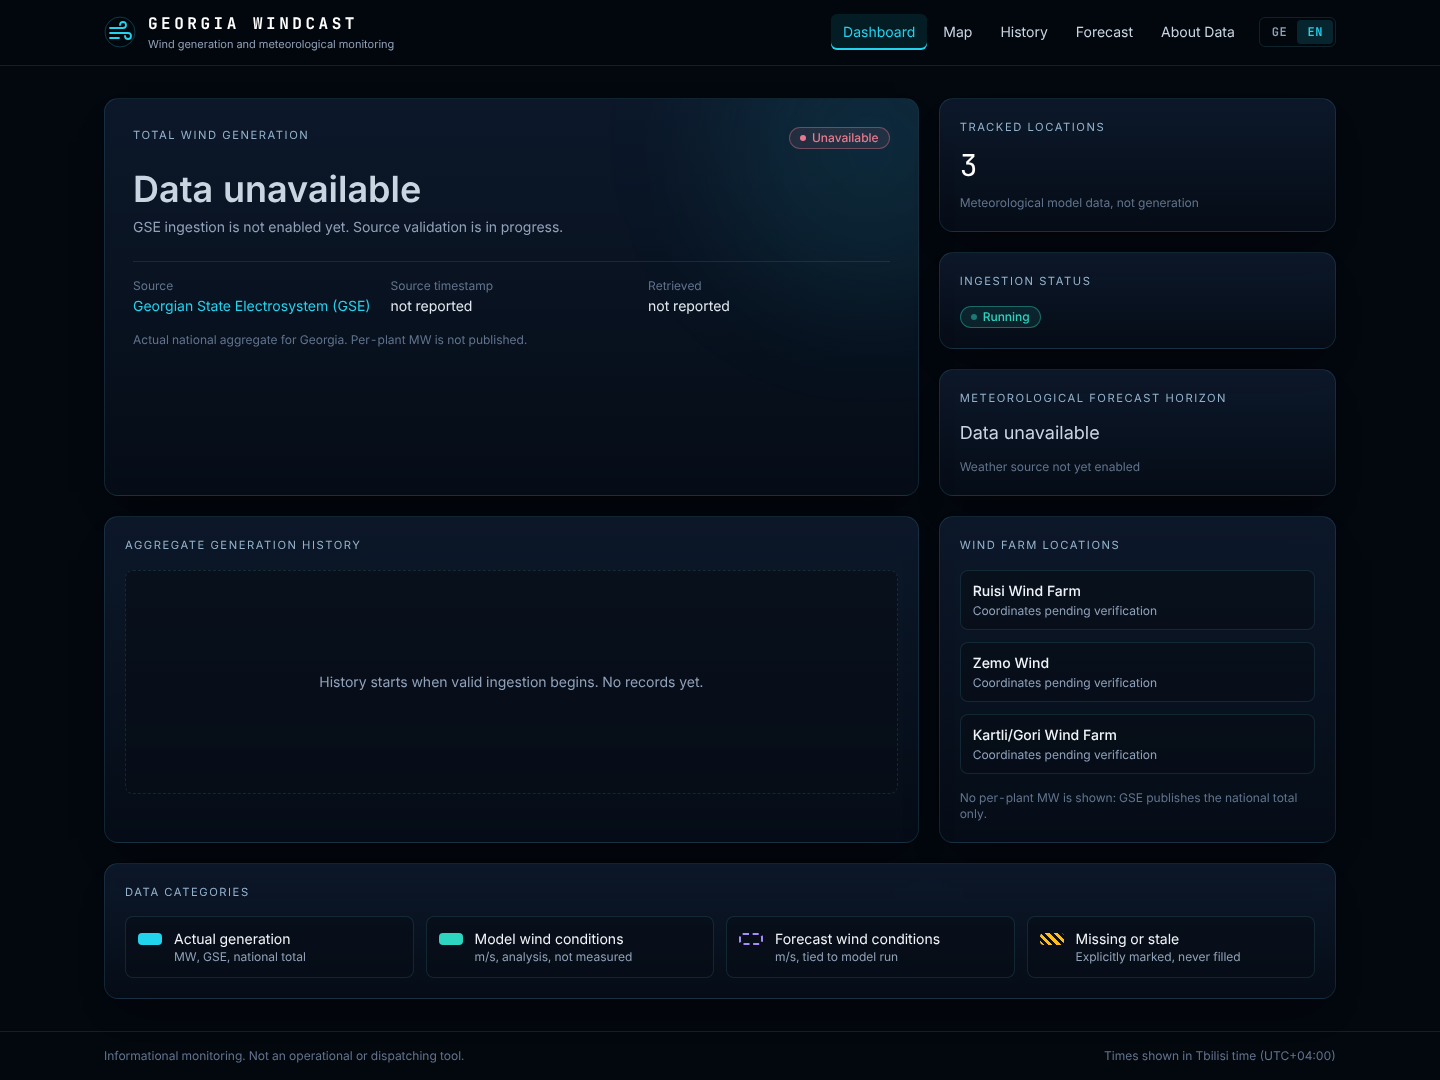 GEORGIA WINDCAST
Wind generation and meteorological monitoring
Dashboard
Map
History
Forecast
About Data
GE
EN
TOTAL WIND GENERATION
Unavailable
Data unavailable
GSE ingestion is not enabled yet. Source validation is in progress.
Source
Georgian State Electrosystem (GSE)
Source timestamp
not reported
Retrieved
not reported
Actual national aggregate for Georgia. Per-plant MW is not published.
TRACKED LOCATIONS
3
Meteorological model data, not generation
INGESTION STATUS
Running
METEOROLOGICAL FORECAST HORIZON
Data unavailable
Weather source not yet enabled
AGGREGATE GENERATION HISTORY
History starts when valid ingestion begins. No records yet.
WIND FARM LOCATIONS
Ruisi Wind Farm
Coordinates pending verification
Zemo Wind
Coordinates pending verification
Kartli/Gori Wind Farm
Coordinates pending verification
No per-plant MW is shown: GSE publishes the national total
only.
DATA CATEGORIES
Actual generation
MW, GSE, national total
Model wind conditions
m/s, analysis, not measured
Forecast wind conditions
m/s, tied to model run
Missing or stale
Explicitly marked, never filled
Informational monitoring. Not an operational or dispatching tool.
Times shown in Tbilisi time (UTC+04:00)